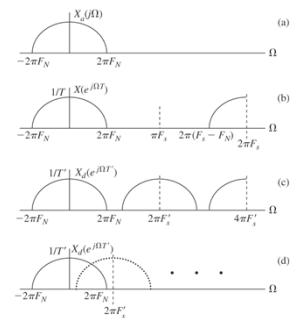 X_a(jΩ)
(a)
−2πF_N
2πF_N
Ω
1/T
X(e^{jΩT})
(b)
−2πF_N
2πF_N
πF_s
2π(F_s − F_N)
2πF_s
Ω
1/T'
X_d(e^{jΩT'})
(c)
−2πF_N
2πF_N
2πF'_s
4πF'_s
Ω
1/T'
X_d(e^{jΩT'})
(d)
−2πF_N
2πF_N
2πF'_s
Ω